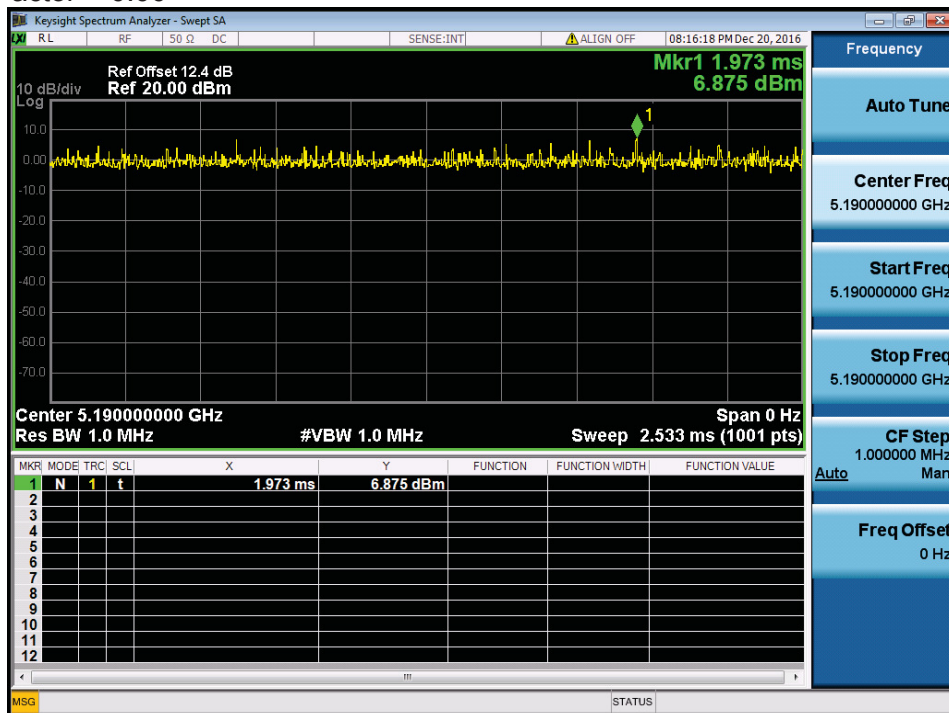 Keysight Spectrum Analyzer - Swept SA
LXI RL RF 50 Ω DC SENSE:INT ALIGN OFF 08:16:18 PM Dec 20, 2016
Frequency
Mkr1 1.973 ms
6.875 dBm
Ref Offset 12.4 dB
10 dB/div Ref 20.00 dBm
Log
1
10.0
0.00
-10.0
-20.0
-30.0
-40.0
-50.0
-60.0
-70.0
Center 5.190000000 GHz Span 0 Hz
Res BW 1.0 MHz #VBW 1.0 MHz Sweep 2.533 ms (1001 pts)
MKR MODE TRC SCL X Y FUNCTION FUNCTION WIDTH FUNCTION VALUE
1 N 1 t 1.973 ms 6.875 dBm
2
3
4
5
6
7
8
9
10
11
12
MSG STATUS
Auto Tune
Center Freq
5.190000000 GHz
Start Freq
5.190000000 GHz
Stop Freq
5.190000000 GHz
CF Step
1.000000 MHz
Auto Man
Freq Offset
0 Hz